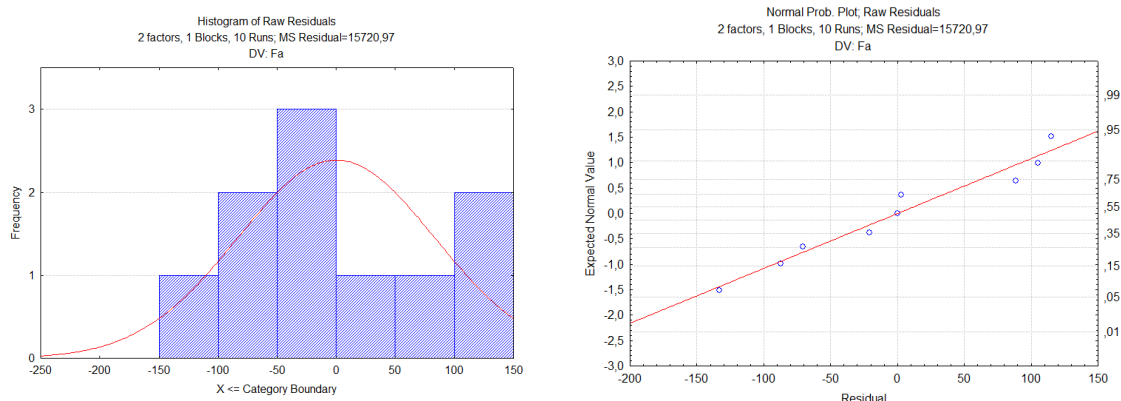 Histogram of Raw Residuals
2 factors, 1 Blocks, 10 Runs; MS Residual=15720,97
DV: Fa
3
2
1
0
Frequency
-250 -200 -150 -100 -50 0 50 100 150
X <= Category Boundary
Normal Prob. Plot; Raw Residuals
2 factors, 1 Blocks, 10 Runs; MS Residual=15720,97
DV: Fa
3,0
2,5
2,0
1,5
1,0
0,5
0,0
-0,5
-1,0
-1,5
-2,0
-2,5
-3,0
Expected Normal Value
,99
,95
,75
,55
,35
,15
,05
,01
-200 -150 -100 -50 0 50 100 150
Residual